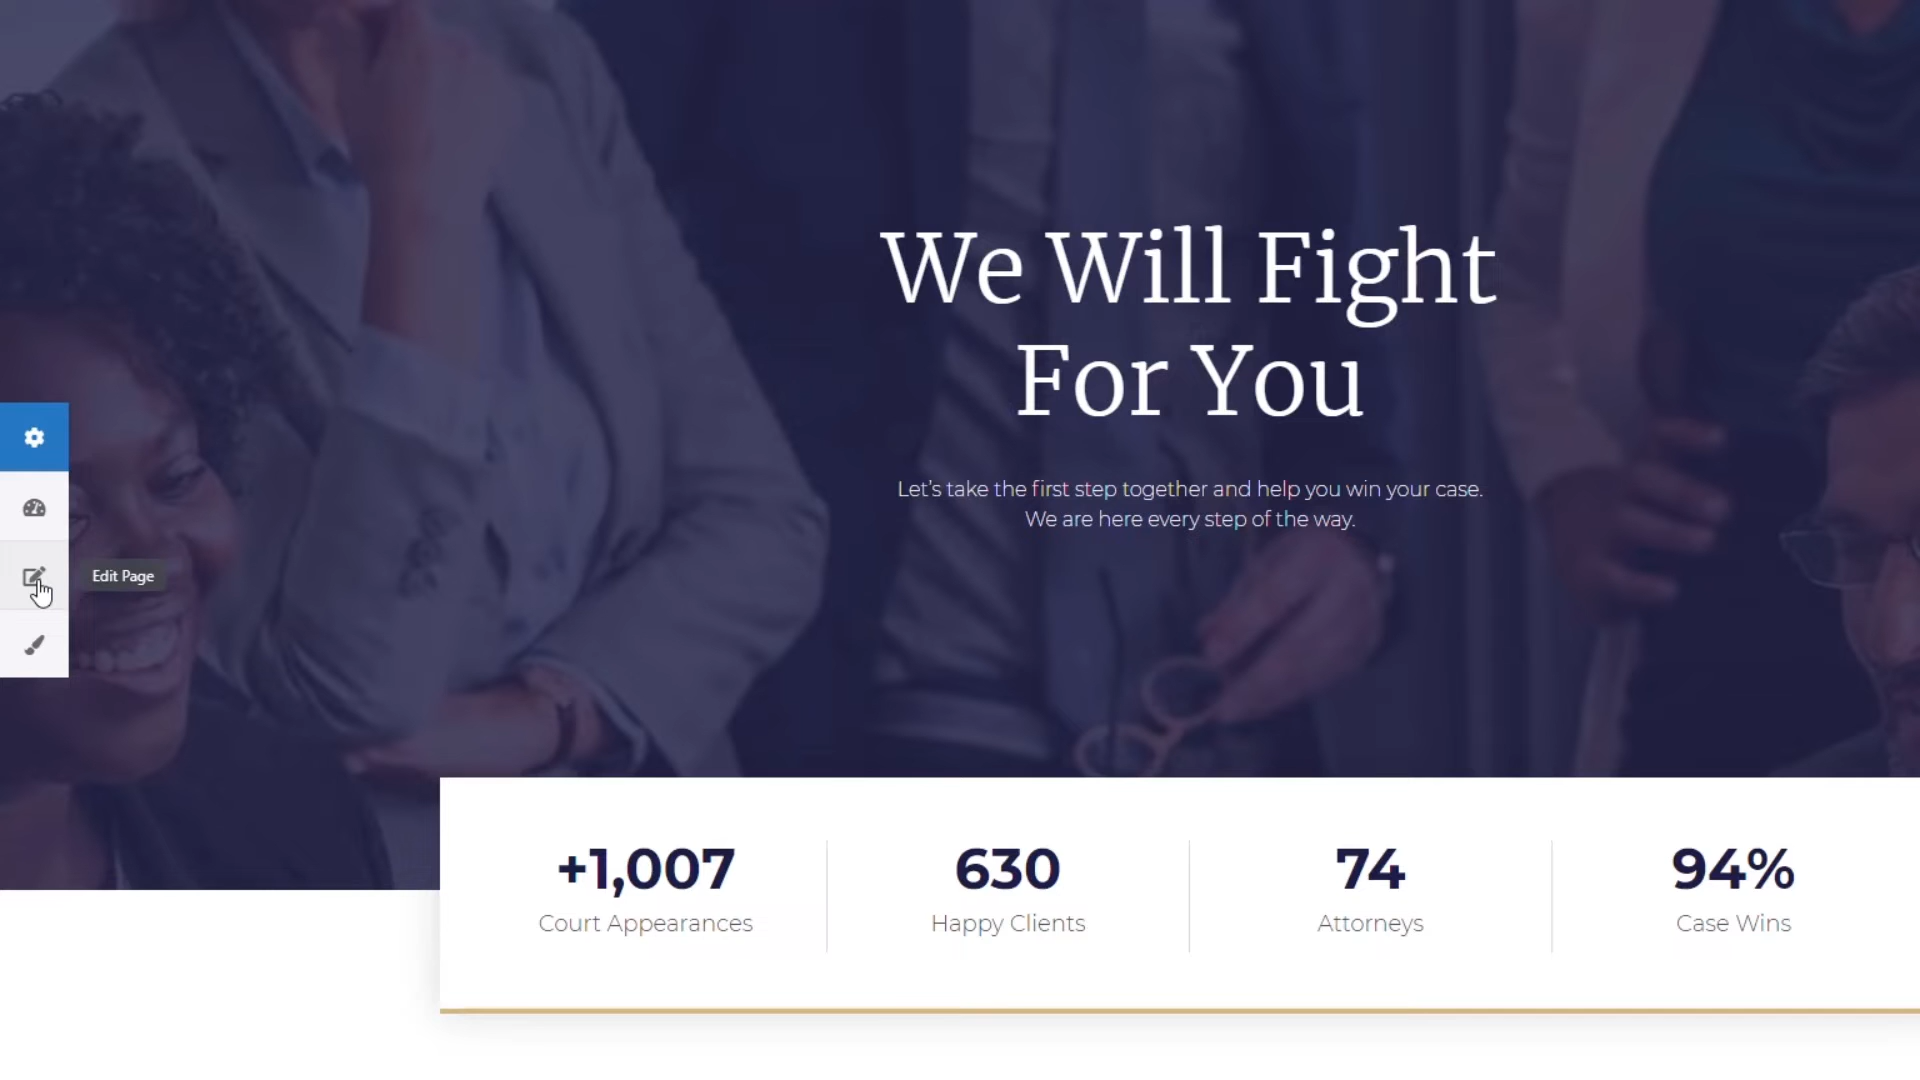 We Will Fight
For You
Let's take the first step together and help you win your case.
We are here every step of the way.
Edit Page
+1,007
Court Appearances
630
Happy Clients
74
Attorneys
94%
Case Wins